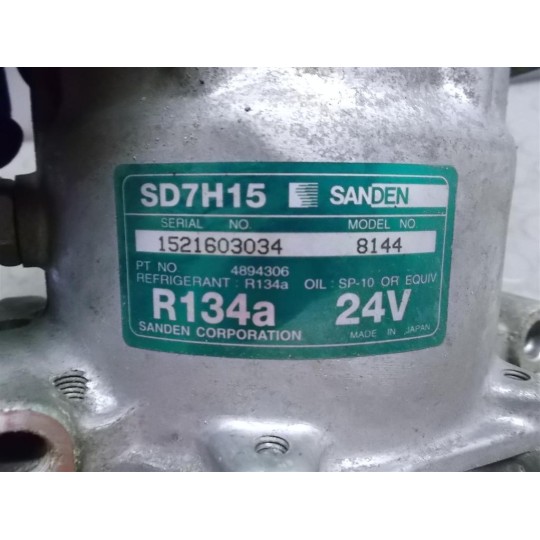 SD7H15 SANDEN
SERIAL NO. MODEL NO
1521603034 8144
PT NO 4894306
REFRIGERANT : R134a OIL : SP-10 OR EQUIV
R134a 24V
SANDEN CORPORATION MADE IN JAPAN